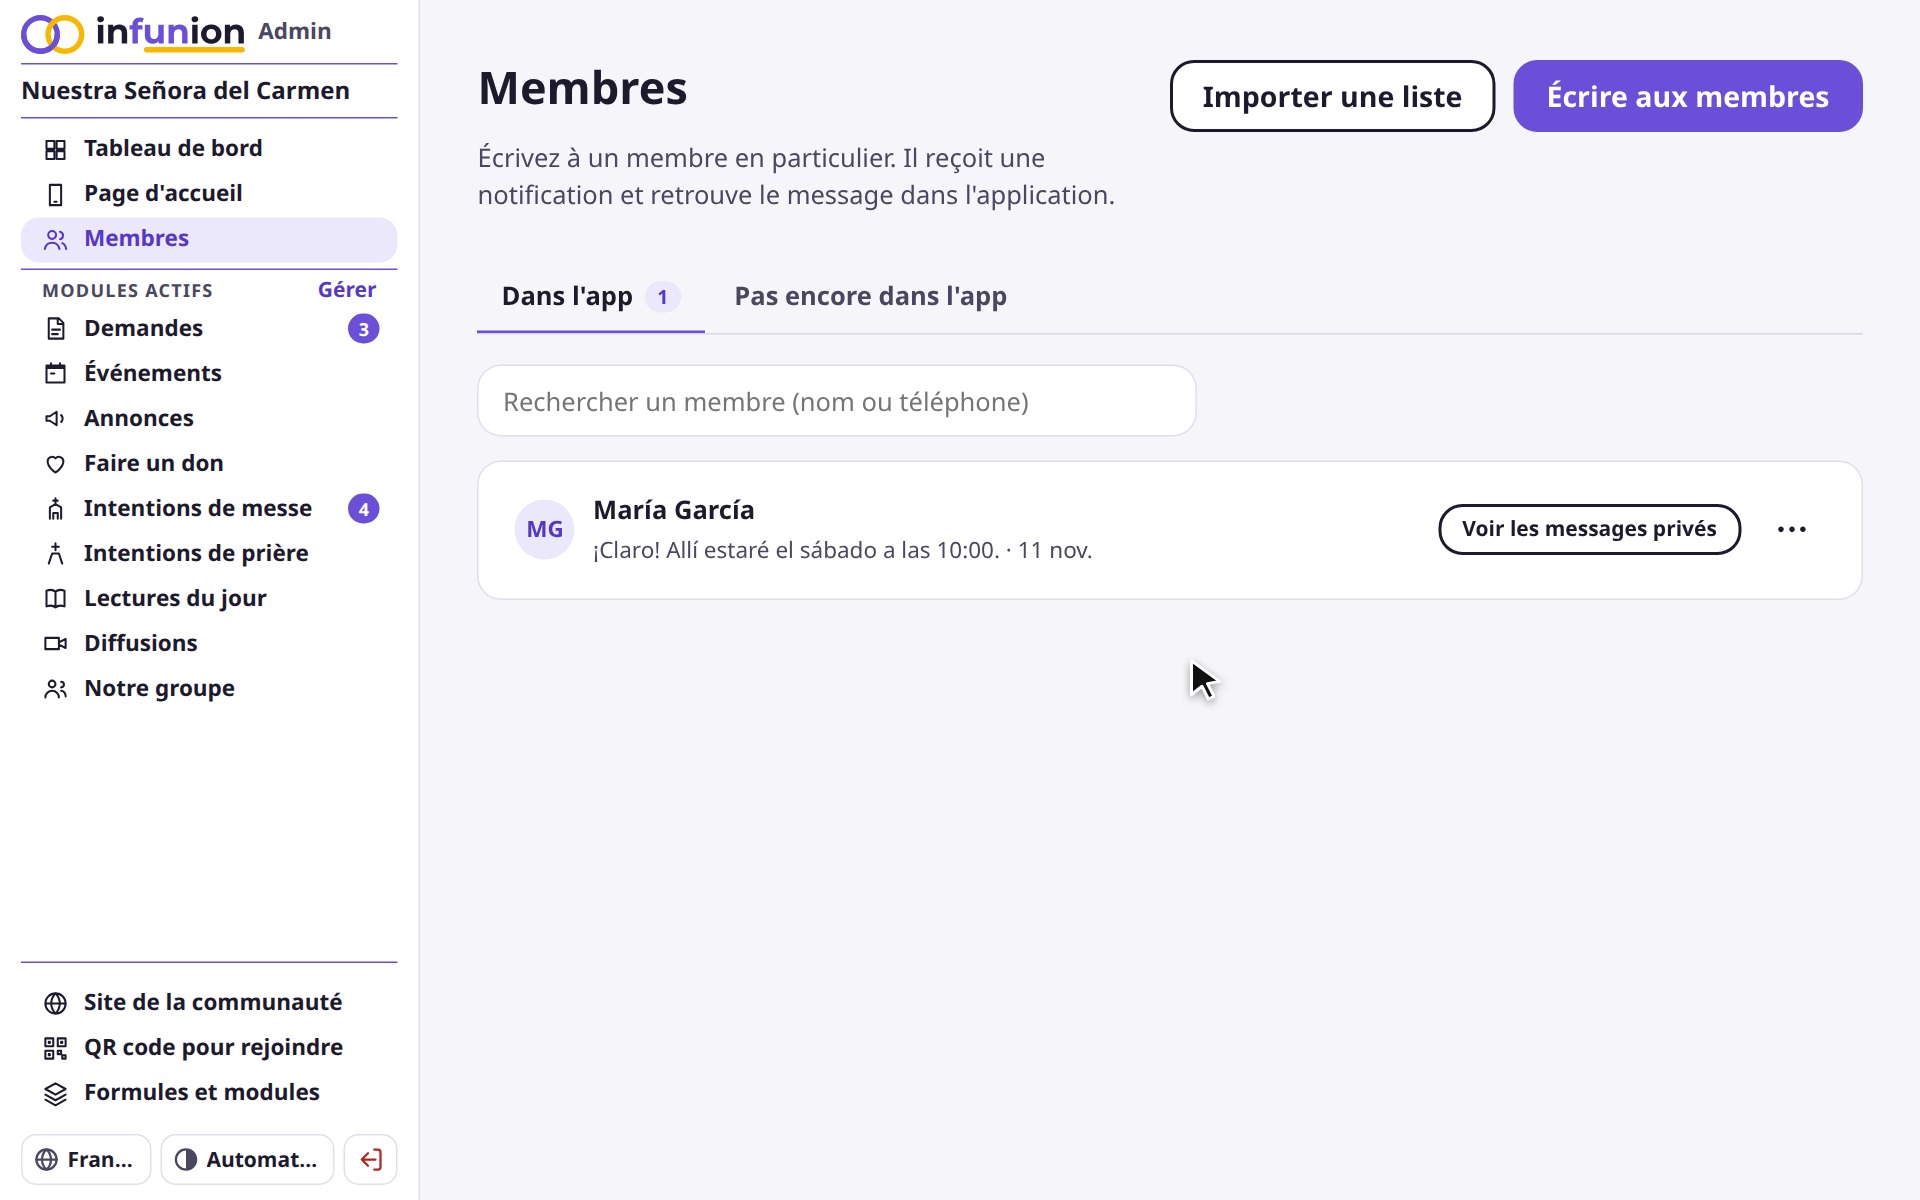 infunion Admin
Nuestra Señora del Carmen
Tableau de bord
Page d'accueil
Membres
MODULES ACTIFS Gérer
Demandes 3
Événements
Annonces
Faire un don
Intentions de messe 4
Intentions de prière
Lectures du jour
Diffusions
Notre groupe
Site de la communauté
QR code pour rejoindre
Formules et modules
Fran... Automat...
Membres
Importer une liste Écrire aux membres
Écrivez à un membre en particulier. Il reçoit une
notification et retrouve le message dans l'application.
Dans l'app 1 Pas encore dans l'app
Rechercher un membre (nom ou téléphone)
MG
María García
¡Claro! Allí estaré el sábado a las 10:00. · 11 nov.
Voir les messages privés